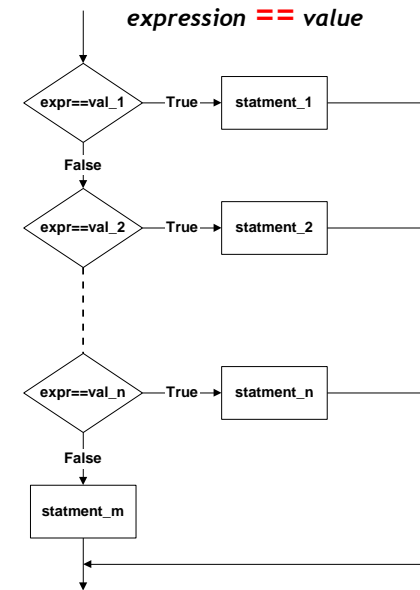 expression == value
expr==val_1
True
statment_1
False
expr==val_2
True
statment_2
expr==val_n
True
statment_n
False
statment_m